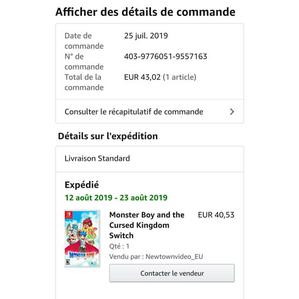 Afficher des détails de commande
Date de commande
25 juil. 2019
N° de commande
403-9776051-9557163
Total de la commande
EUR 43,02 (1 article)
Consulter le récapitulatif de commande
Détails sur l'expédition
Livraison Standard
Expédié
12 août 2019 - 23 août 2019
Monster Boy and the Cursed Kingdom Switch
EUR 40,53
Qté : 1
Vendu par : Newtownvideo_EU
Contacter le vendeur